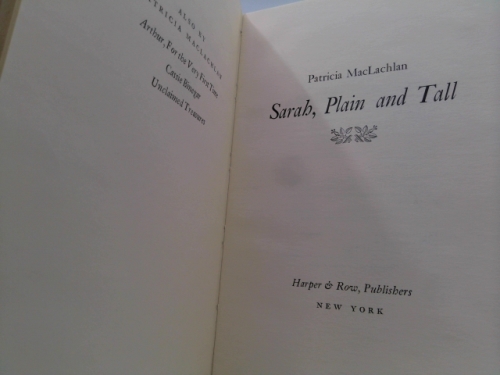 ALSO BY
PATRICIA MACLACHLAN
Arthur, For the Very First Time
Cassie Binegar
Unclaimed Treasures
Patricia MacLachlan
Sarah, Plain and Tall
Harper & Row, Publishers
NEW YORK